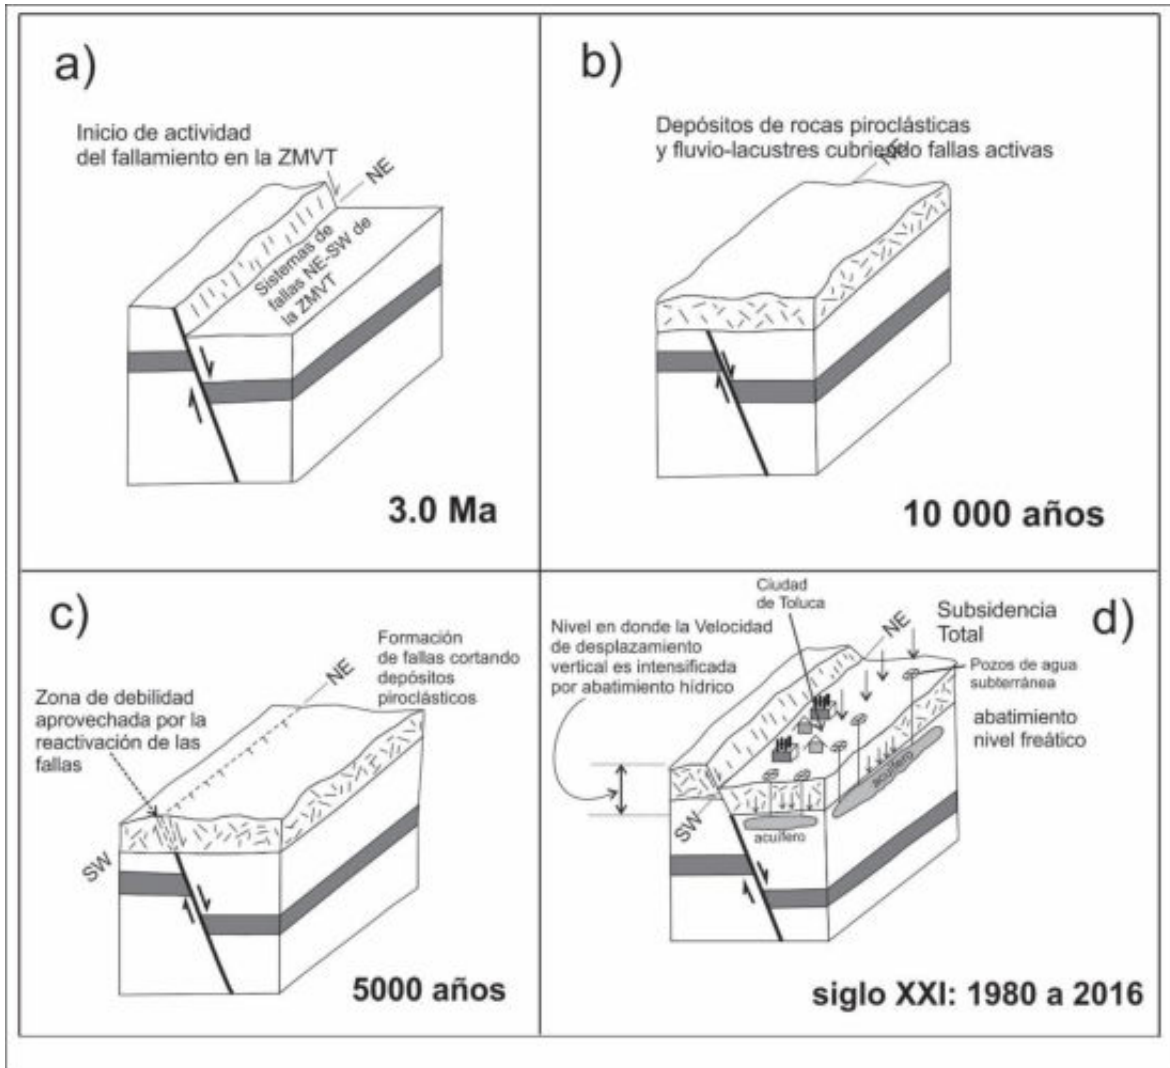 a)
Inicio de actividad
del fallamiento en la ZMVT
NE
Sistemas de
fallas NE-SW de
la ZMVT
3.0 Ma
b)
Depósitos de rocas piroclásticas
y fluvio-lacustres cubriendo fallas activas
NE
10 000 años
c)
Formación
de fallas cortando
depósitos
piroclásticos
NE
Zona de debilidad
aprovechada por la
reactivación de las
fallas
SW
5000 años
d)
Ciudad
de Toluca
Nivel en donde la Velocidad
de desplazamiento
vertical es intensificada
por abatimiento hídrico
NE
Subsidencia
Total
Pozos de agua
subterránea
abatimiento
nivel freático
acuífero
SW
acuífero
siglo XXI: 1980 a 2016